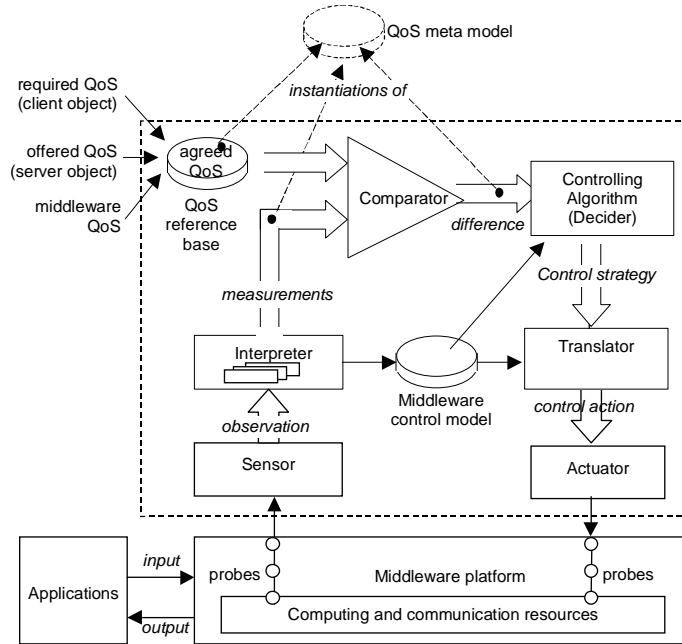 QoS meta model
instantiations of
required QoS
(client object)
offered QoS
(server object)
middleware
QoS
agreed
QoS
QoS
reference
base
Comparator
difference
Controlling
Algorithm
(Decider)
measurements
Control strategy
Interpreter
Middleware
control model
Translator
observation
control action
Sensor
Actuator
Applications
input
output
probes
Middleware platform
probes
Computing and communication resources